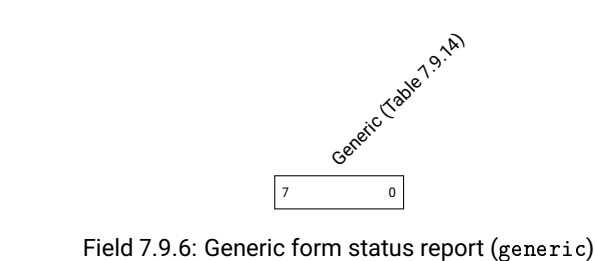 Generic (Table 7.9.14)
7 0
Field 7.9.6: Generic form status report (generic)